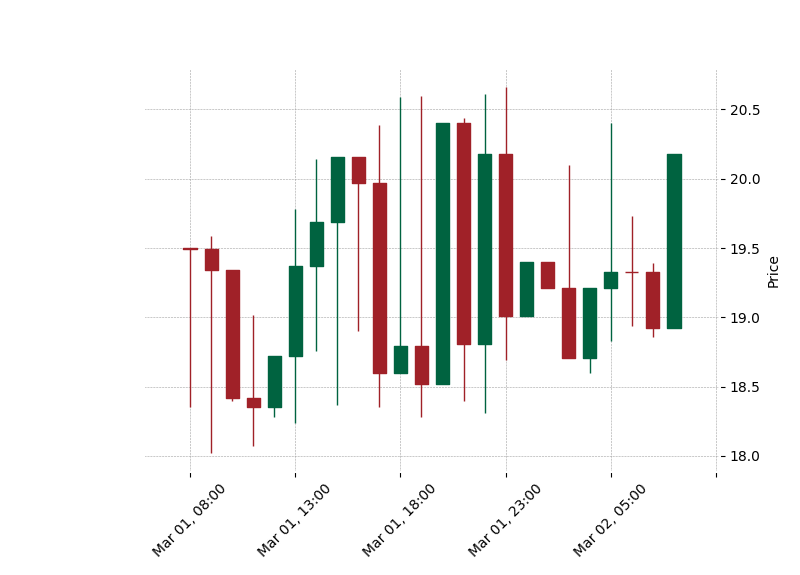 20.5
20.0
19.5
19.0
18.5
18.0
Price
Mar 01, 08:00
Mar 01, 13:00
Mar 01, 18:00
Mar 01, 23:00
Mar 02, 05:00